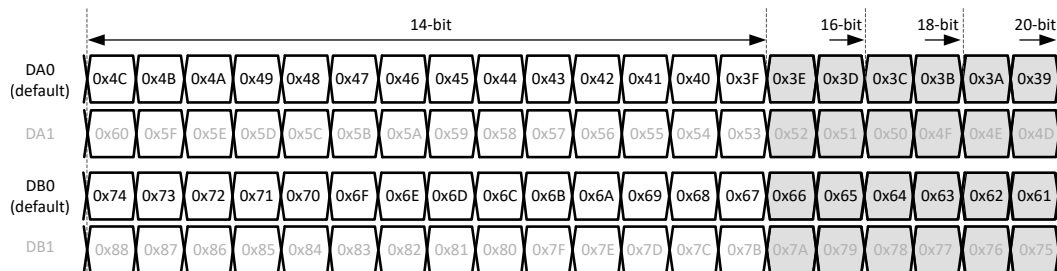 14-bit 16-bit 18-bit 20-bit
DA0 (default) 0x4C 0x4B 0x4A 0x49 0x48 0x47 0x46 0x45 0x44 0x43 0x42 0x41 0x40 0x3F 0x3E 0x3D 0x3C 0x3B 0x3A 0x39
DA1 0x60 0x5F 0x5E 0x5D 0x5C 0x5B 0x5A 0x59 0x58 0x57 0x56 0x55 0x54 0x53 0x52 0x51 0x50 0x4F 0x4E 0x4D
DB0 (default) 0x74 0x73 0x72 0x71 0x70 0x6F 0x6E 0x6D 0x6C 0x6B 0x6A 0x69 0x68 0x67 0x66 0x65 0x64 0x63 0x62 0x61
DB1 0x88 0x87 0x86 0x85 0x84 0x83 0x82 0x81 0x80 0x7F 0x7E 0x7D 0x7C 0x7B 0x7A 0x79 0x78 0x77 0x76 0x75